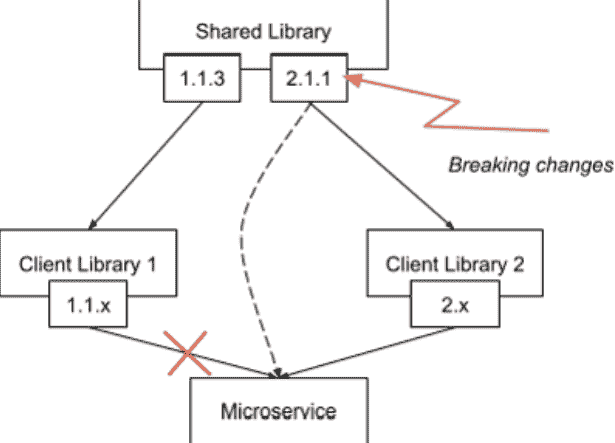 Shared Library
1.1.3
2.1.1
Breaking changes
Client Library 1
Client Library 2
1.1.x
2.x
Microservice